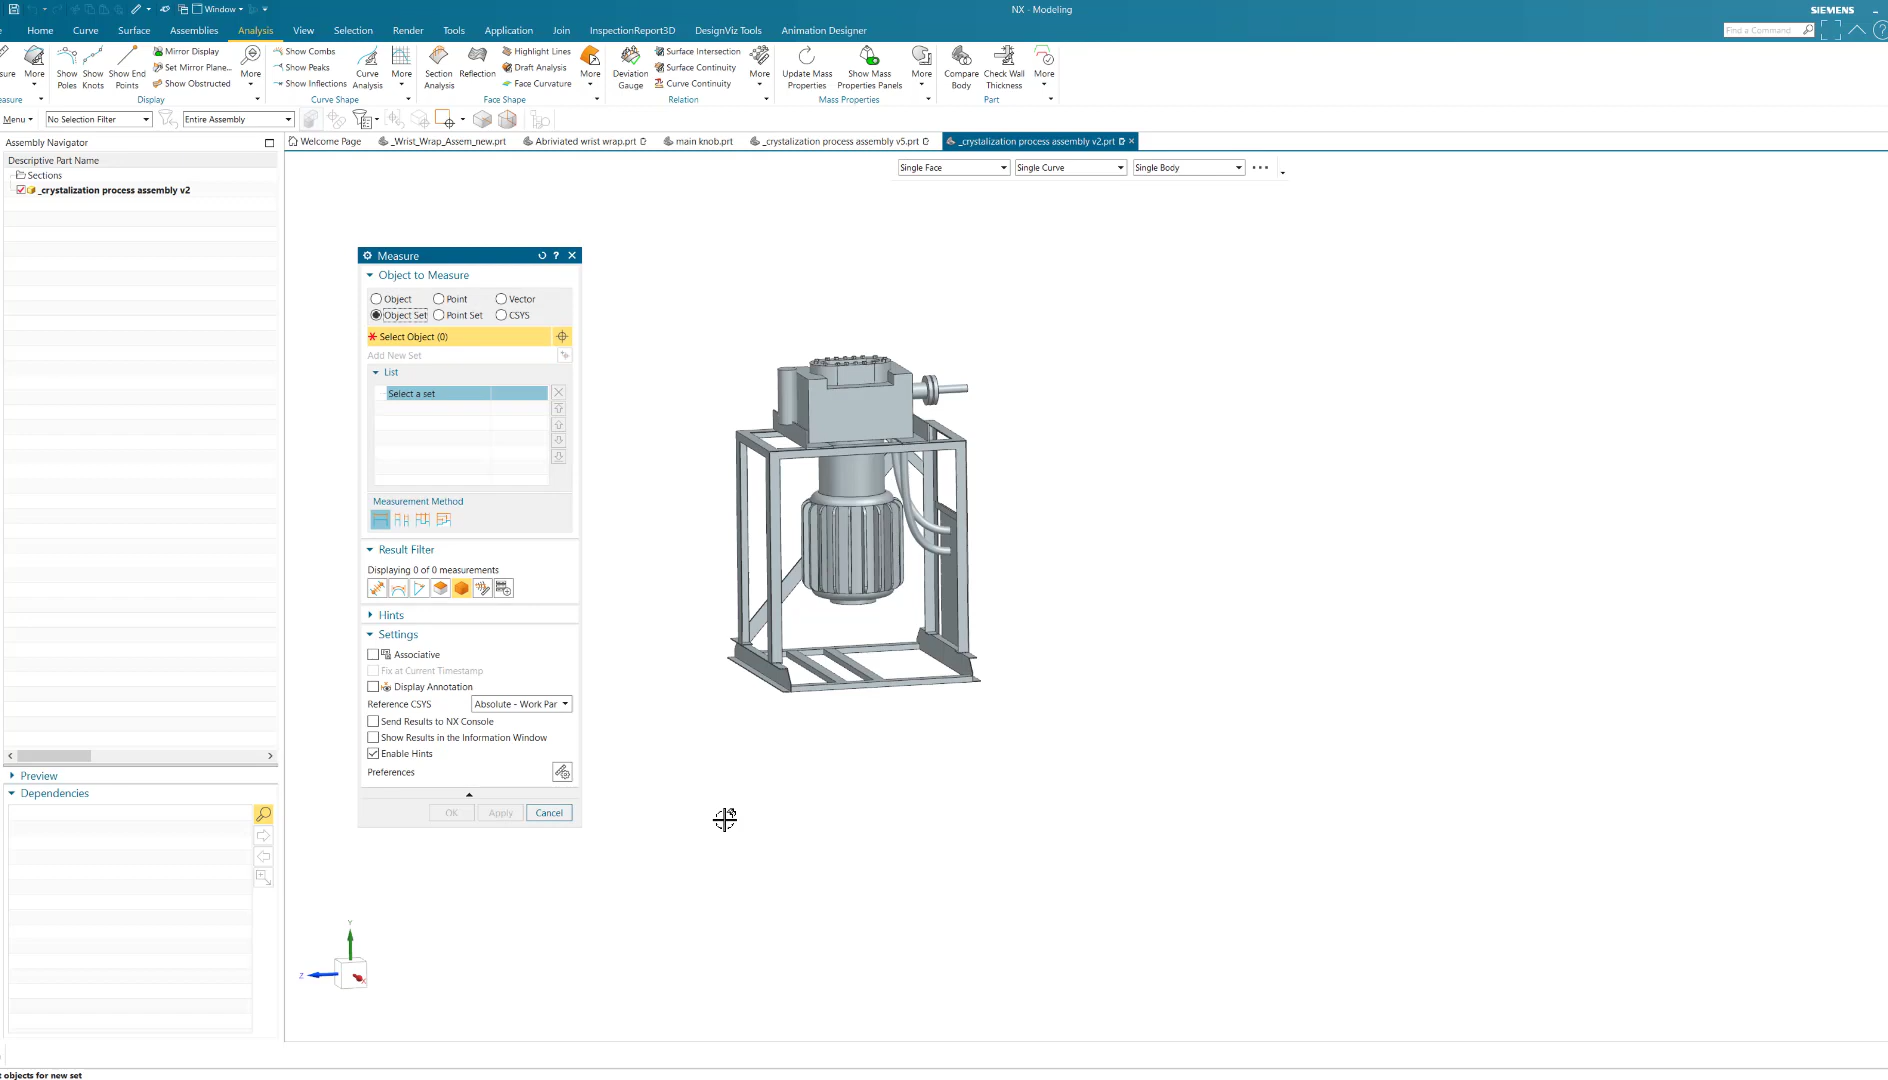 Window
NX - Modeling
SIEMENS
Home
Curve
Surface
Assemblies
Analysis
View
Selection
Render
Tools
Application
Join
InspectionReport3D
DesignViz Tools
Animation Designer
Find a Command
More
Show Poles
Show Knots
Show End Points
Mirror Display
Set Mirror Plane...
Show Obstructed
More
Show Combs
Show Peaks
Show Inflections
Curve Analysis
More
Section Analysis
Reflection
Highlight Lines
Draft Analysis
Face Curvature
More
Deviation Gauge
Surface Intersection
Surface Continuity
Curve Continuity
More
Update Mass Properties
Show Mass Properties Panels
More
Compare Body
Check Wall Thickness
More
Display
Curve Shape
Face Shape
Relation
Mass Properties
Part
Menu
No Selection Filter
Entire Assembly
Assembly Navigator
Welcome Page
_Wrist_Wrap_Assem_new.prt
Abriviated wrist wrap.prt
main knob.prt
_crystalization process assembly v5.prt
_crystalization process assembly v2.prt
Descriptive Part Name
Single Face
Single Curve
Single Body
Sections
_crystalization process assembly v2
Measure
Object to Measure
Object
Point
Vector
Object Set
Point Set
CSYS
Select Object (0)
Add New Set
List
Select a set
Measurement Method
Result Filter
Displaying 0 of 0 measurements
Hints
Settings
Associative
Fix at Current Timestamp
Display Annotation
Reference CSYS
Absolute - Work Par
Send Results to NX Console
Show Results in the Information Window
Enable Hints
Preferences
OK
Apply
Cancel
Preview
Dependencies
Y
Z
X
objects for new set